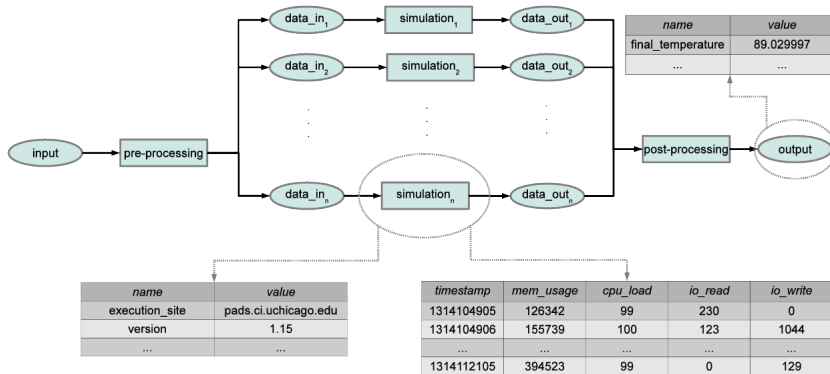 data_in1 simulation1 data_out1
name value
final_temperature 89.029997
... ...
data_in2 simulation2 data_out2
. . .
. . .
. . .
input pre-processing post-processing output
data_inn simulationn data_outn
name value
execution_site pads.ci.uchicago.edu
version 1.15
... ...
timestamp mem_usage cpu_load io_read io_write
1314104905 126342 99 230 0
1314104906 155739 100 123 1044
... ... ... ... ...
1314112105 394523 99 0 129